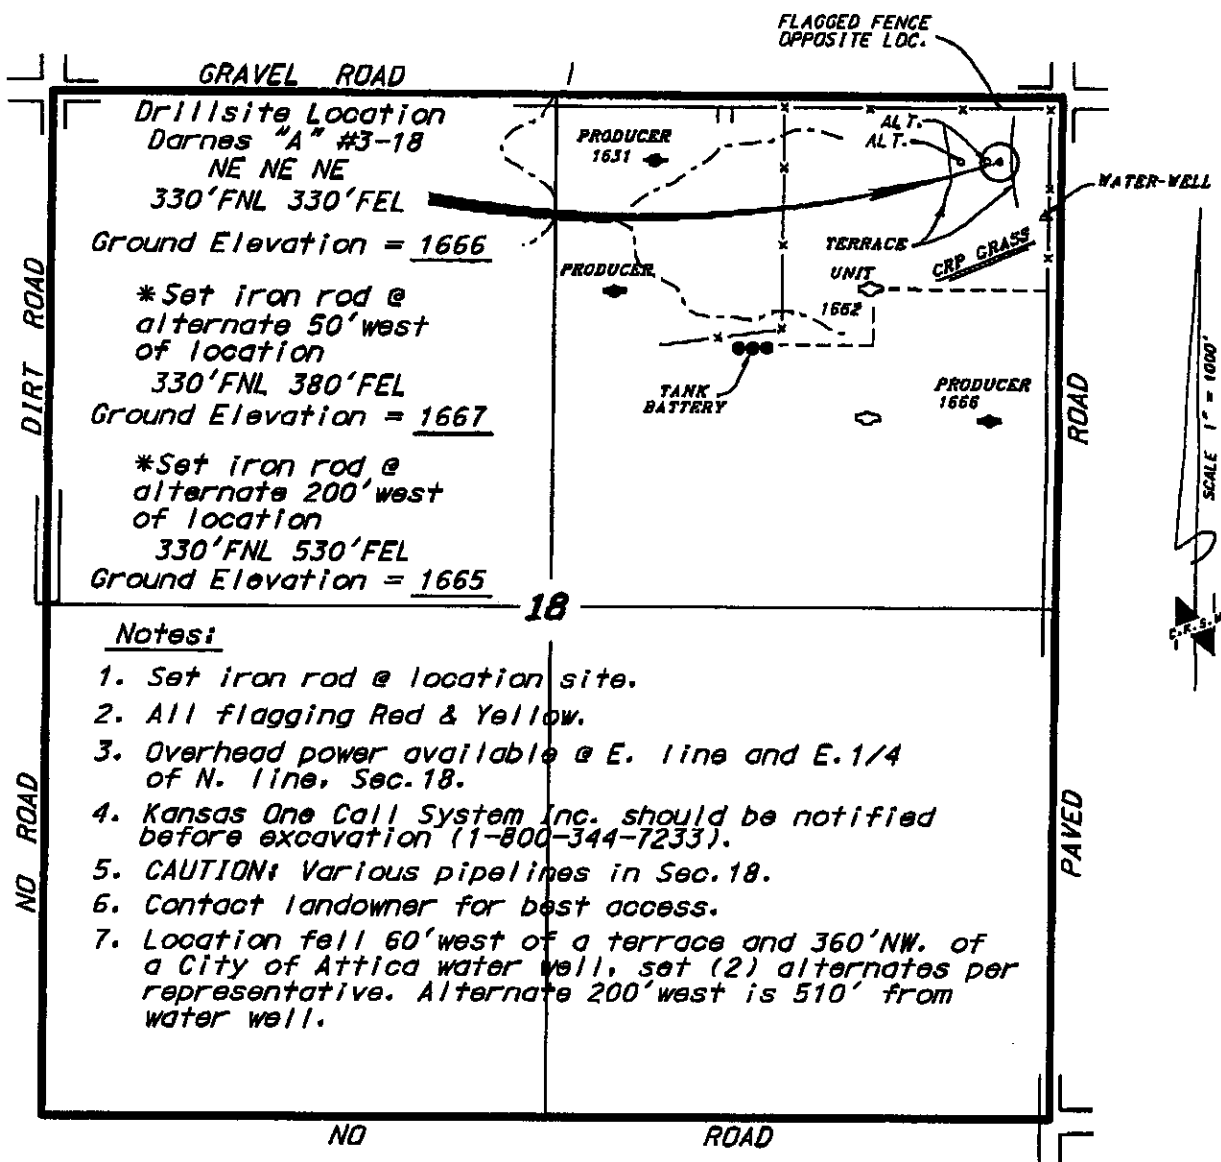 FLAGGED FENCE
OPPOSITE LOC.
GRAVEL ROAD
Drillsite Location
Darnes "A" #3-18
NE NE NE
330'FNL 330'FEL
Ground Elevation = 1666
*Set iron rod @
alternate 50'west
of location
330'FNL 380'FEL
Ground Elevation = 1667
*Set iron rod @
alternate 200'west
of location
330'FNL 530'FEL
Ground Elevation = 1665
PRODUCER
1631
ALT.
ALT.
WATER-WELL
TERRACE
CRP GRASS
PRODUCER
UNIT
1662
TANK
BATTERY
PRODUCER
1666
DIRT ROAD
ROAD
SCALE 1" = 1000'
18
Notes:
1. Set iron rod @ location site.
2. All flagging Red & Yellow.
3. Overhead power available @ E. line and E.1/4
of N. line, Sec.18.
4. Kansas One Call System Inc. should be notified
before excavation (1-800-344-7233).
5. CAUTION: Various pipelines in Sec.18.
6. Contact landowner for best access.
7. Location fell 60'west of a terrace and 360'NW. of
a City of Attica water well, set (2) alternates per
representative. Alternate 200'west is 510' from
water well.
NO ROAD
PAVED
NO ROAD